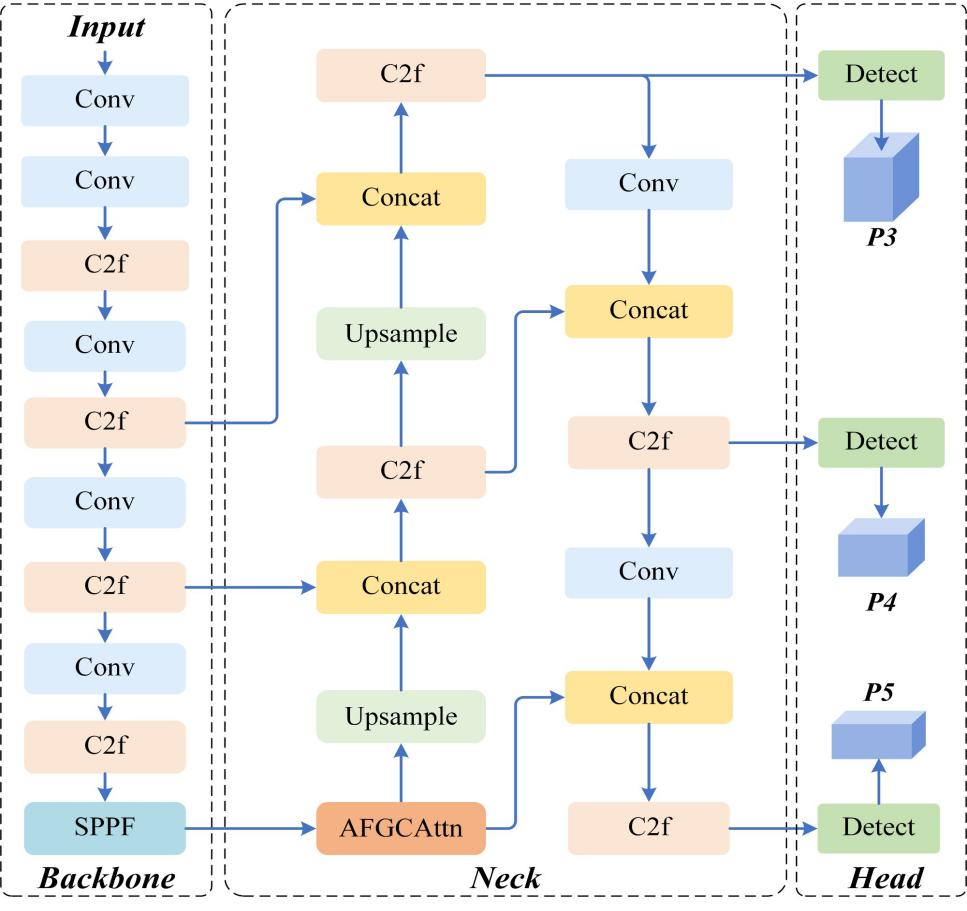 Input
Conv
Conv
C2f
Conv
C2f
Conv
C2f
Conv
C2f
SPPF
Backbone
C2f
Concat
Upsample
C2f
Concat
Upsample
AFGCAttn
Conv
Concat
C2f
Conv
Concat
C2f
Neck
Detect
P3
Detect
P4
P5
Detect
Head